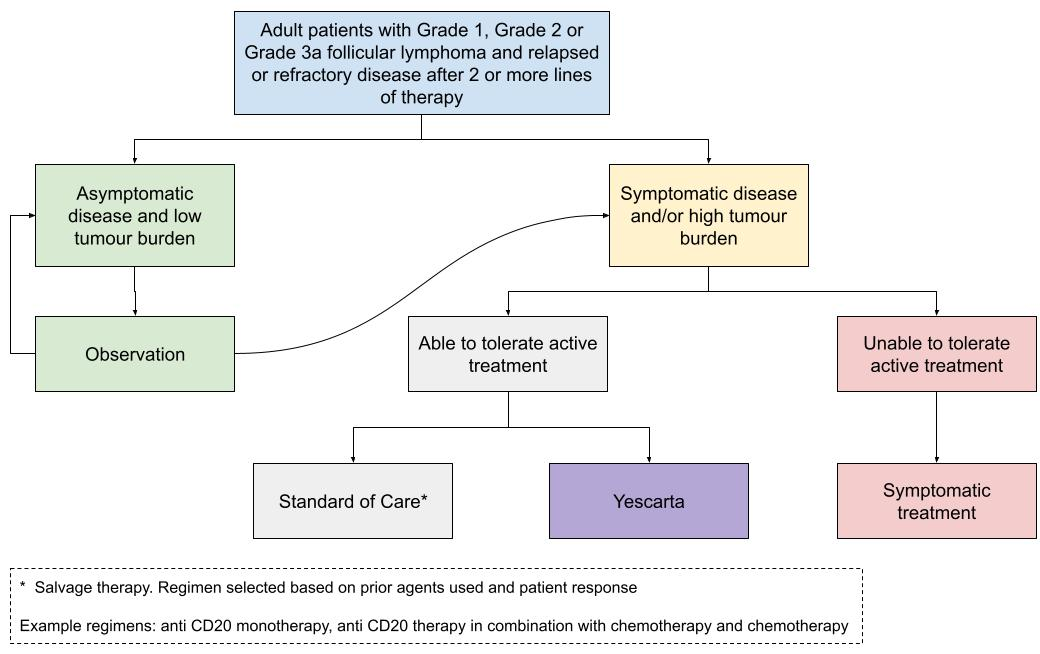 Adult patients with Grade 1, Grade 2 or
Grade 3a follicular lymphoma and relapsed
or refractory disease after 2 or more lines
of therapy
Asymptomatic
disease and low
tumour burden
Symptomatic disease
and/or high tumour
burden
Observation
Able to tolerate active
treatment
Unable to tolerate
active treatment
Standard of Care*
Yescarta
Symptomatic
treatment
* Salvage therapy. Regimen selected based on prior agents used and patient response
Example regimens: anti CD20 monotherapy, anti CD20 therapy in combination with chemotherapy and chemotherapy